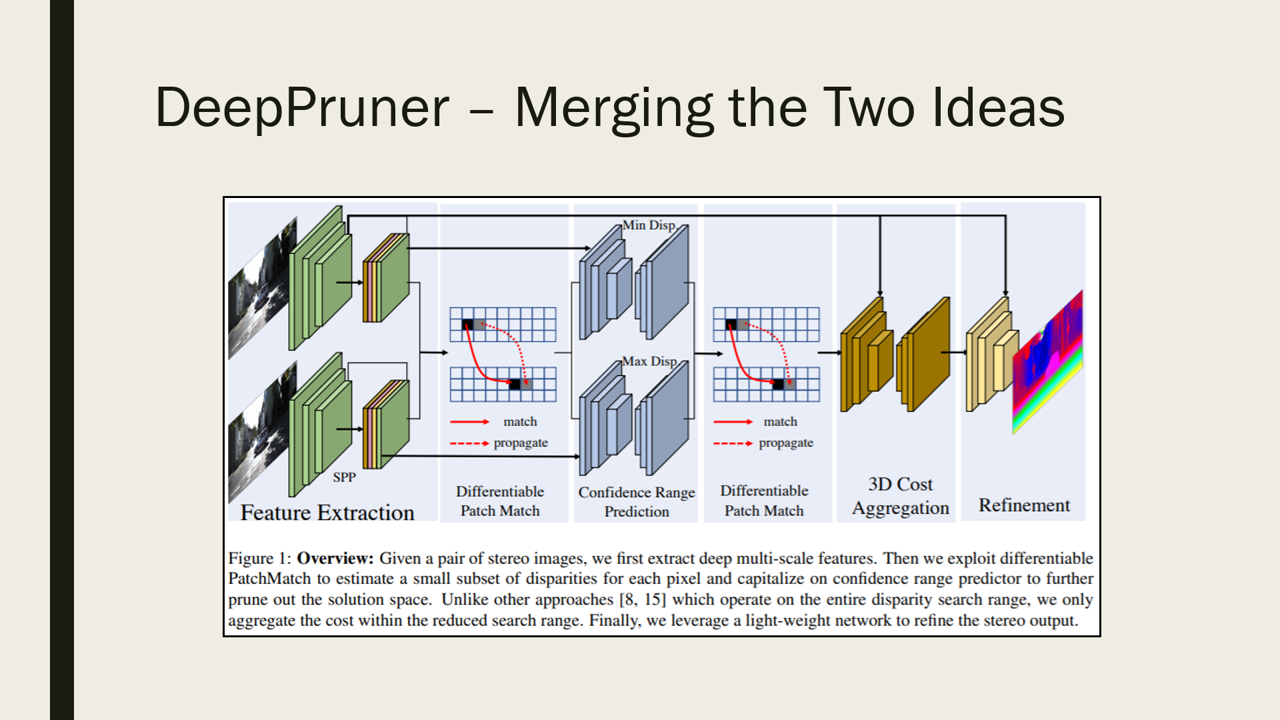 DeepPruner – Merging the Two Ideas
Min Disp.
Max Disp.
match
propagate
match
propagate
SPP
Feature Extraction
Differentiable
Patch Match
Confidence Range
Prediction
Differentiable
Patch Match
3D Cost
Aggregation
Refinement
Figure 1: Overview: Given a pair of stereo images, we first extract deep multi-scale features. Then we exploit differentiable
PatchMatch to estimate a small subset of disparities for each pixel and capitalize on confidence range predictor to further
prune out the solution space. Unlike other approaches [8, 15] which operate on the entire disparity search range, we only
aggregate the cost within the reduced search range. Finally, we leverage a light-weight network to refine the stereo output.